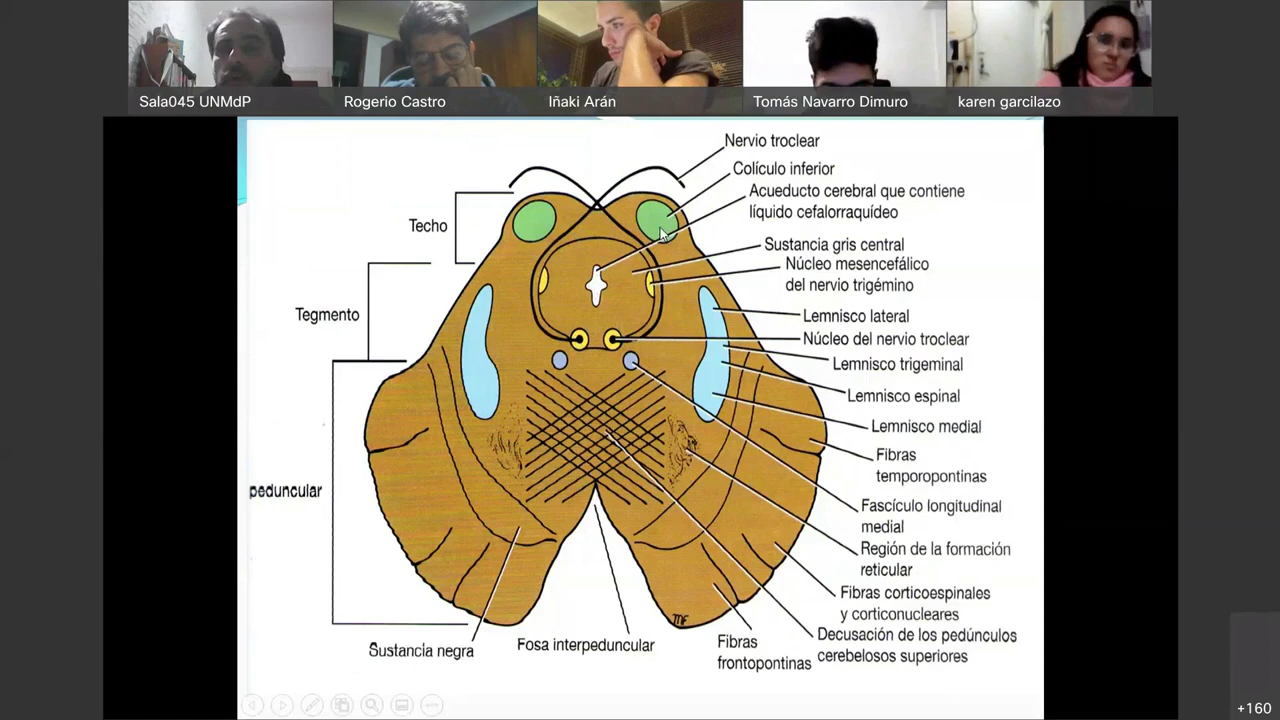 Sala045 UNMdP
Rogerio Castro
Iñaki Arán
Tomás Navarro Dimuro
karen garcilazo
Nervio troclear
Colículo inferior
Acueducto cerebral que contiene
líquido cefalorraquídeo
Techo
Sustancia gris central
Núcleo mesencefálico
del nervio trigémino
Tegmento
Lemnisco lateral
Núcleo del nervio troclear
Lemnisco trigeminal
Lemnisco espinal
Lemnisco medial
Fibras
temporopontinas
peduncular
Fascículo longitudinal
medial
Región de la formación
reticular
Fibras corticoespinales
y corticonucleares
Decusación de los pedúnculos
cerebelosos superiores
Sustancia negra
Fosa interpeduncular
Fibras
frontopontinas
+160